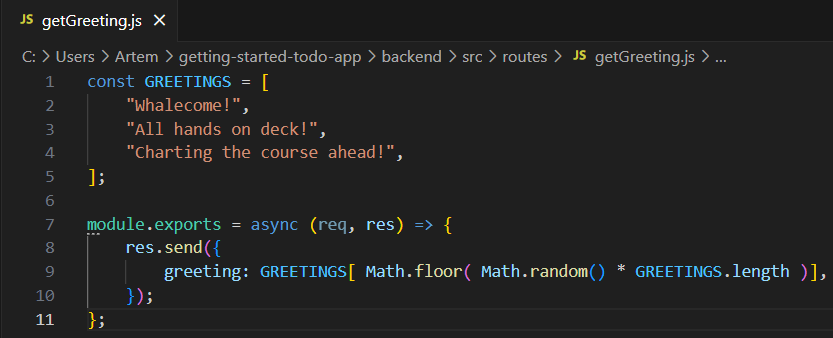 JS getGreeting.js ×
C: > Users > Artem > getting-started-todo-app > backend > src > routes > JS getGreeting.js > ...
1 const GREETINGS = [
2     "Whalecome!",
3     "All hands on deck!",
4     "Charting the course ahead!",
5 ];
6
7 module.exports = async (req, res) => {
8     res.send({
9         greeting: GREETINGS[ Math.floor( Math.random() * GREETINGS.length )],
10     });
11 };